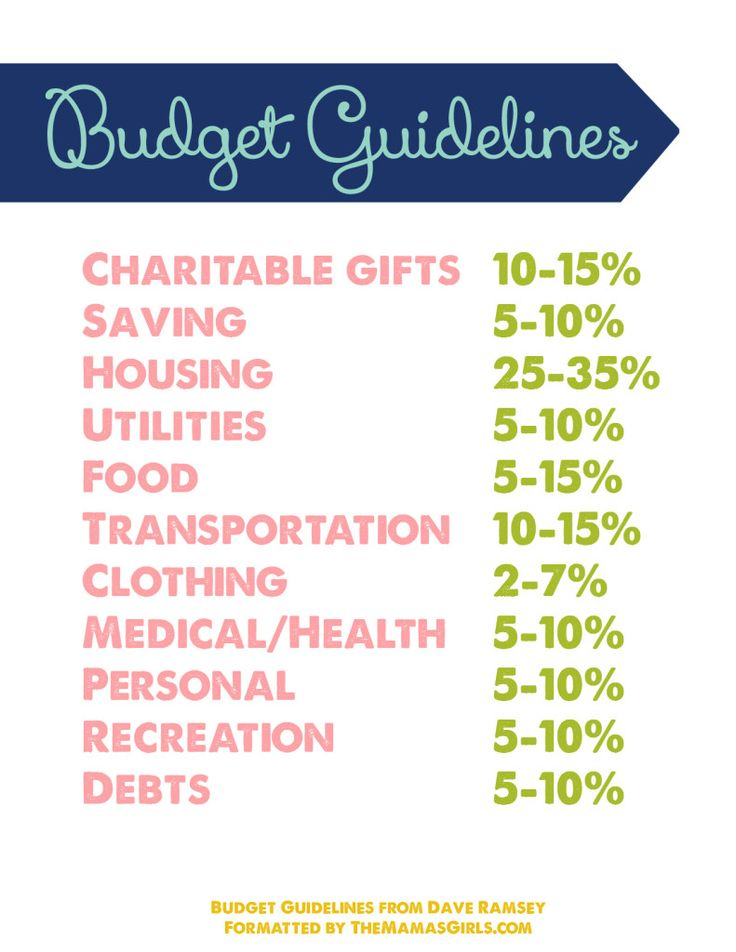 Budget Guidelines
Charitable gifts 10-15%
Saving 5-10%
Housing 25-35%
Utilities 5-10%
Food 5-15%
Transportation 10-15%
Clothing 2-7%
Medical/Health 5-10%
Personal 5-10%
Recreation 5-10%
Debts 5-10%
Budget Guidelines from Dave Ramsey
Formatted by TheMamasGirls.com